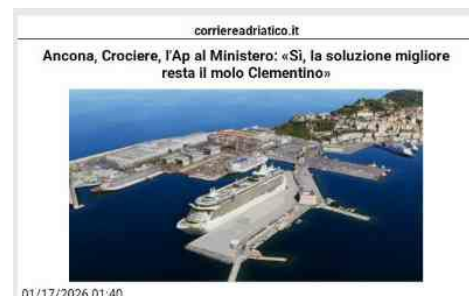 corriereadriatico.it
Ancona, Crociere, l'Ap al Ministero: «Sì, la soluzione migliore
resta il molo Clementino»
01/17/2026 01:40